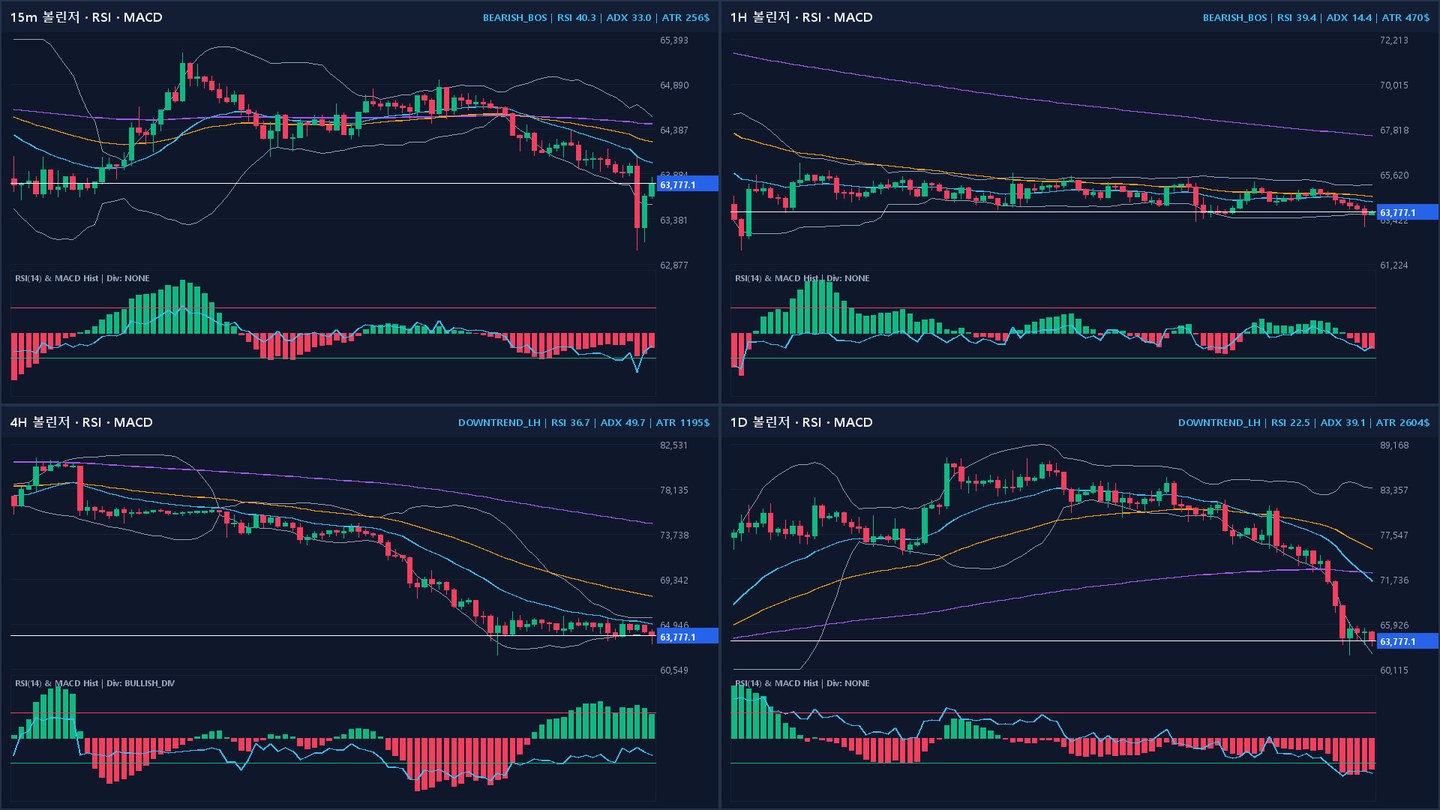 15m 볼린저 · RSI · MACD
BEARISH_BOS | RSI 40.3 | ADX 33.0 | ATR 256$
65,393
64,890
64,387
63,884
63,777.1
63,381
62,877
RSI(14) & MACD Hist | Div: NONE
1H 볼린저 · RSI · MACD
BEARISH_BOS | RSI 39.4 | ADX 14.4 | ATR 470$
72,213
70,015
67,818
65,620
63,777.1
63,422
61,224
RSI(14) & MACD Hist | Div: NONE
4H 볼린저 · RSI · MACD
DOWNTREND_LH | RSI 36.7 | ADX 49.7 | ATR 1195$
82,531
78,135
73,738
69,342
64,946
63,777.1
60,549
RSI(14) & MACD Hist | Div: BULLISH_DIV
1D 볼린저 · RSI · MACD
DOWNTREND_LH | RSI 22.5 | ADX 39.1 | ATR 2604$
89,168
83,357
77,547
71,736
65,926
63,777.1
60,115
RSI(14) & MACD Hist | Div: NONE